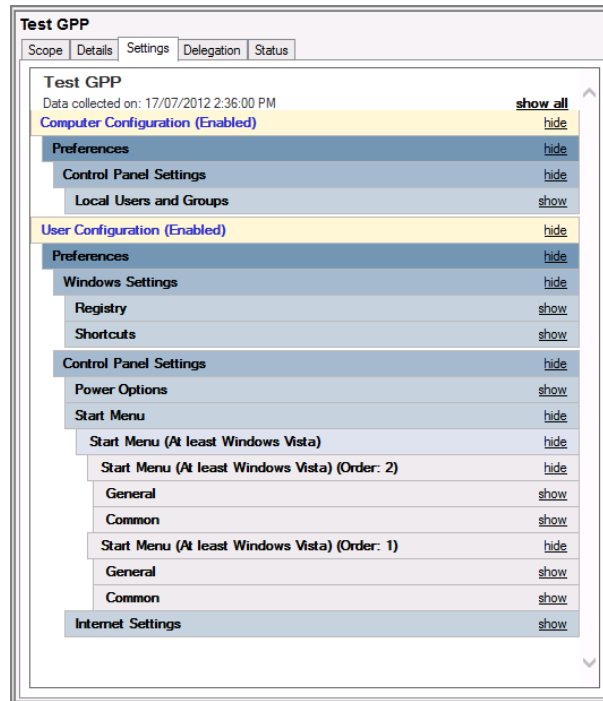 Test GPP
Scope Details Settings Delegation Status
Test GPP
Data collected on: 17/07/2012 2:36:00 PM show all
Computer Configuration (Enabled) hide
Preferences hide
Control Panel Settings hide
Local Users and Groups show
User Configuration (Enabled) hide
Preferences hide
Windows Settings hide
Registry show
Shortcuts show
Control Panel Settings hide
Power Options show
Start Menu hide
Start Menu (At least Windows Vista) hide
Start Menu (At least Windows Vista) (Order: 2) hide
General show
Common show
Start Menu (At least Windows Vista) (Order: 1) hide
General show
Common show
Internet Settings show